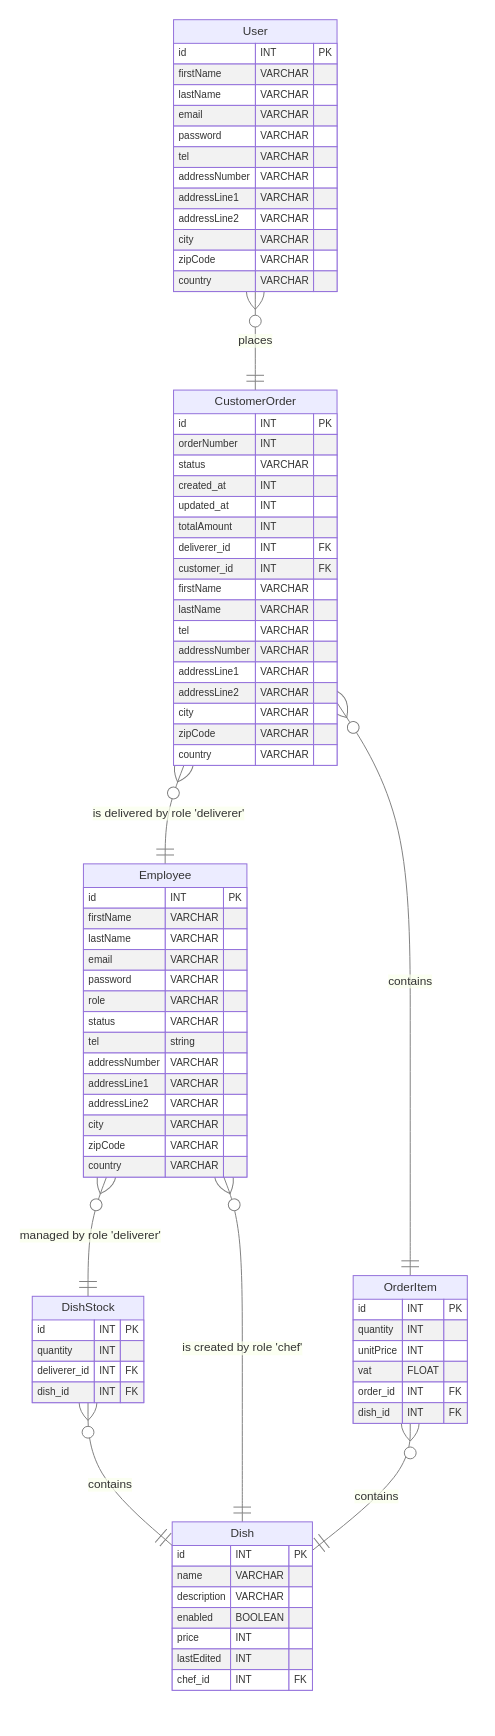 User
id INT PK
firstName VARCHAR
lastName VARCHAR
email VARCHAR
password VARCHAR
tel VARCHAR
addressNumber VARCHAR
addressLine1 VARCHAR
addressLine2 VARCHAR
city VARCHAR
zipCode VARCHAR
country VARCHAR
places
CustomerOrder
id INT PK
orderNumber INT
status VARCHAR
created_at INT
updated_at INT
totalAmount INT
deliverer_id INT FK
customer_id INT FK
firstName VARCHAR
lastName VARCHAR
tel VARCHAR
addressNumber VARCHAR
addressLine1 VARCHAR
addressLine2 VARCHAR
city VARCHAR
zipCode VARCHAR
country VARCHAR
is delivered by role 'deliverer'
Employee
id INT PK
firstName VARCHAR
lastName VARCHAR
email VARCHAR
password VARCHAR
role VARCHAR
status VARCHAR
tel string
addressNumber VARCHAR
addressLine1 VARCHAR
addressLine2 VARCHAR
city VARCHAR
zipCode VARCHAR
country VARCHAR
contains
managed by role 'deliverer'
DishStock
id INT PK
quantity INT
deliverer_id INT FK
dish_id INT FK
is created by role 'chef'
OrderItem
id INT PK
quantity INT
unitPrice INT
vat FLOAT
order_id INT FK
dish_id INT FK
contains
contains
Dish
id INT PK
name VARCHAR
description VARCHAR
enabled BOOLEAN
price INT
lastEdited INT
chef_id INT FK